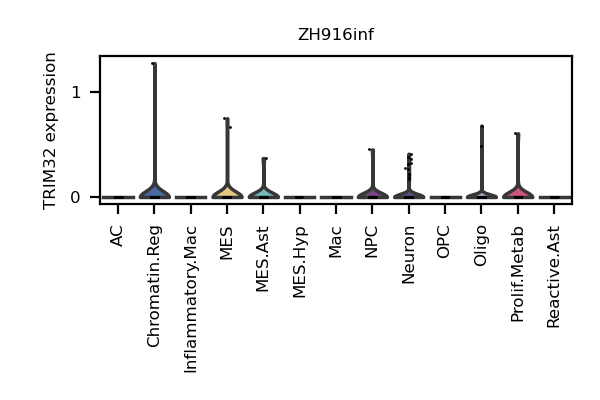 ZH916inf
TRIM32 expression
1
0
AC
Chromatin.Reg
Inflammatory.Mac
MES
MES.Ast
MES.Hyp
Mac
NPC
Neuron
OPC
Oligo
Prolif.Metab
Reactive.Ast